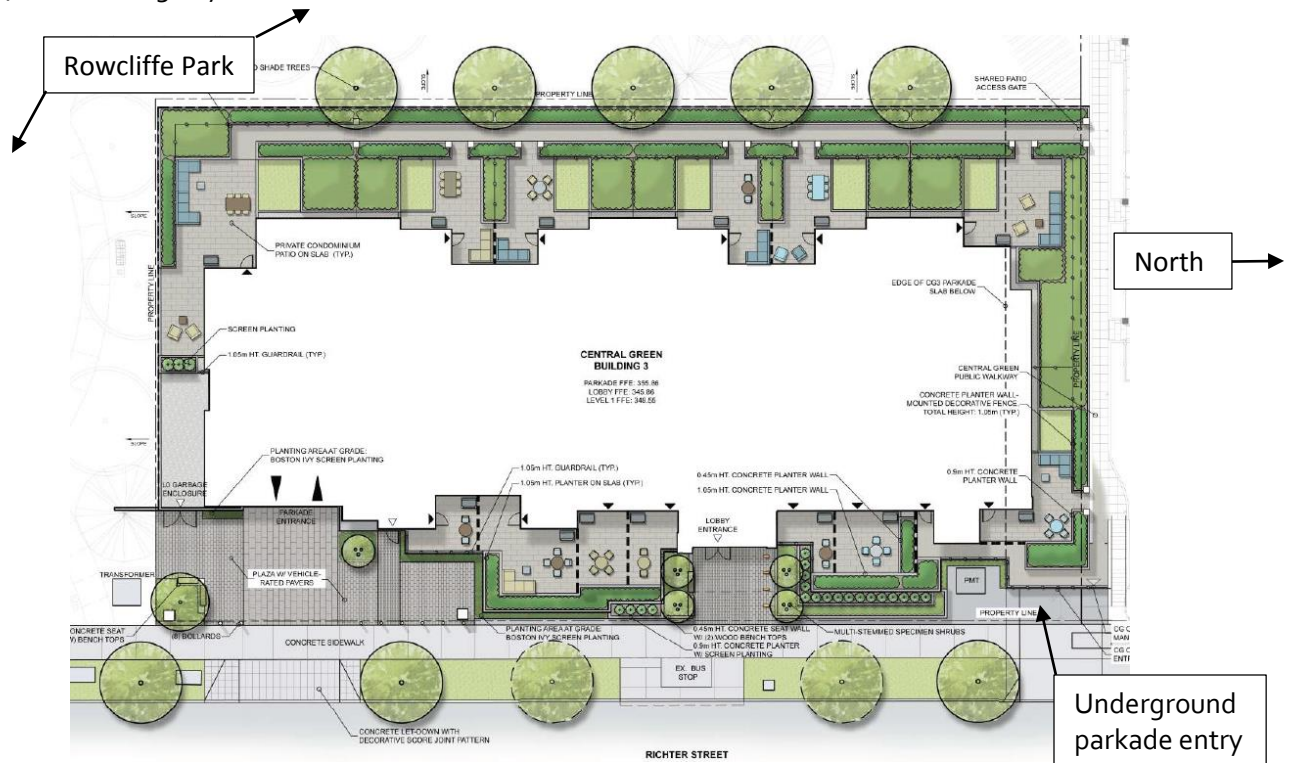 Rowcliffe Park
SHADE TREES
SLOPE
SLOPE
PROPERTY LINE
SHARED PATIO
ACCESS GATE
SLOPE
PRIVATE CONDOMINIUM
PATIO ON SLAB (TYP.)
North
PROPERTY LINE
EDGE OF CG3 PARKADE
SLAB BELOW
SCREEN PLANTING
1.05m HT. GUARDRAIL (TYP.)
CENTRAL GREEN
BUILDING 3
PARKADE FFE: 335.86
LOBBY FFE: 345.86
LEVEL 1 FFE: 348.55
PROPERTY LINE
CENTRAL GREEN
PUBLIC WALKWAY
CONCRETE PLANTER WALL-
MOUNTED DECORATIVE FENCE.
TOTAL HEIGHT: 1.05m (TYP.)
SLOPE
PLANTING AREA AT GRADE:
BOSTON IVY SCREEN PLANTING
1.05m HT. GUARDRAIL (TYP.)
1.05m HT. PLANTER ON SLAB (TYP.)
0.45m HT. CONCRETE PLANTER WALL
1.05m HT. CONCRETE PLANTER WALL
0.9m HT. CONCRETE
PLANTER WALL
L0 GARBAGE
ENCLOSURE
PARKADE
ENTRANCE
LOBBY
ENTRANCE
TRANSFORMER
PLAZA W/ VEHICLE-
RATED PAVERS
PMT
PROPERTY LINE
CONCRETE SEAT
BENCH TOPS
(6) BOLLARDS
CONCRETE SIDEWALK
PLANTING AREA AT GRADE:
BOSTON IVY SCREEN PLANTING
0.45m HT. CONCRETE SEAT WALL
W/ (2) WOOD BENCH TOPS
0.9m HT. CONCRETE PLANTER
W/ SCREEN PLANTING
MULTI-STEMMED SPECIMEN SHRUBS
EX. BUS
STOP
Underground
parkade entry
CONCRETE LET-DOWN WITH
DECORATIVE SCORE JOINT PATTERN
RICHTER STREET